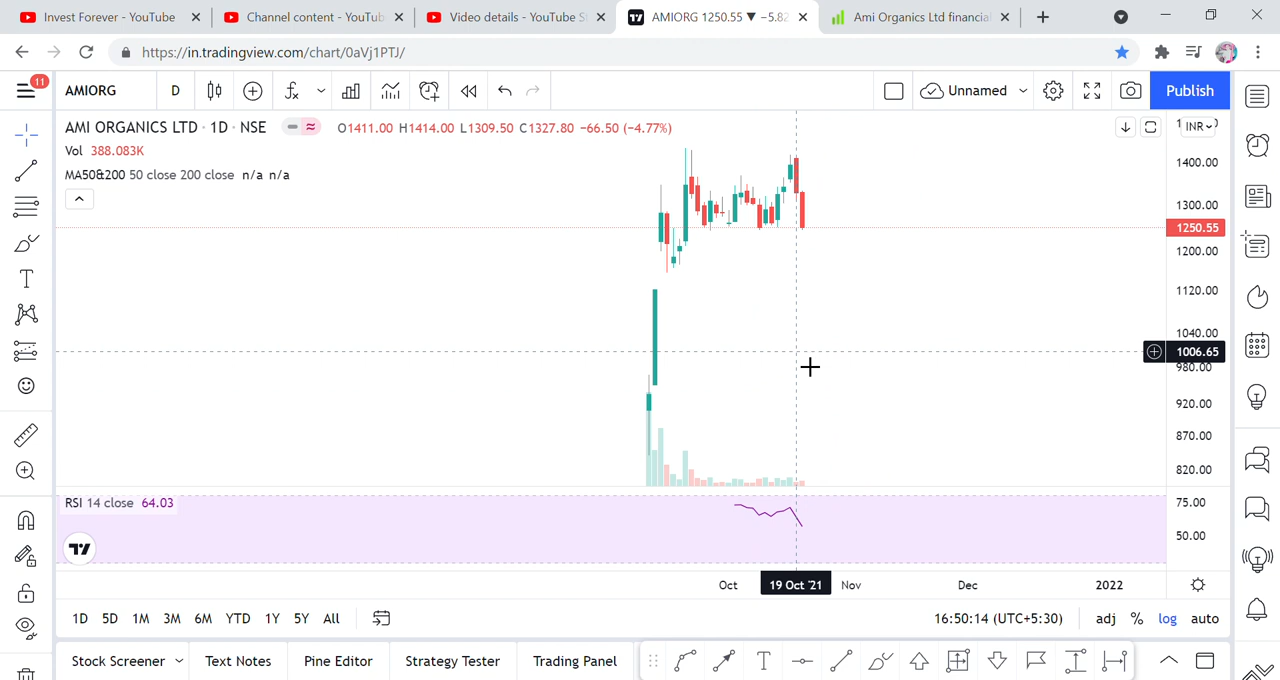 Invest Forever - YouTube
Channel content - YouTub
Video details - YouTube S
AMIORG 1250.55 ▼ −5.82
Ami Organics Ltd financial
https://in.tradingview.com/chart/0aVj1PTJ/
11
AMIORG
D
Unnamed
Publish
AMI ORGANICS LTD · 1D · NSE
O1411.00 H1414.00 L1309.50 C1327.80 −66.50 (−4.77%)
INR
Vol 388.083K
MA50&200 50 close 200 close n/a n/a
1400.00
1300.00
1250.55
1200.00
1120.00
1040.00
1006.65
980.00
920.00
870.00
820.00
RSI 14 close 64.03
75.00
50.00
Oct
19 Oct '21
Nov
Dec
2022
1D 5D 1M 3M 6M YTD 1Y 5Y All
16:50:14 (UTC+5:30)
adj % log auto
Stock Screener
Text Notes
Pine Editor
Strategy Tester
Trading Panel